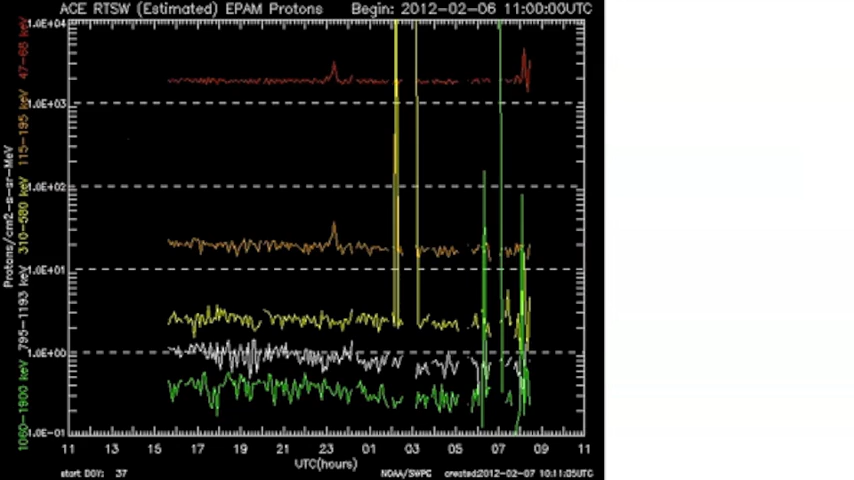 ACE RTSW (Estimated) EPAM Protons Begin: 2012-02-06 11:00:00UTC
Protons/cm2-s-sr-MeV
1060-1900 keV 795-1193 keV 310-580 keV 115-195 keV 47-68 keV
1.0E+04
1.0E+03
1.0E+02
1.0E+01
1.0E+00
1.0E-01
11 13 15 17 19 21 23 01 03 05 07 09 11
UTC(hours)
start DOY: 37 NOAA/SWPC created:2012-02-07 10:11:05UTC